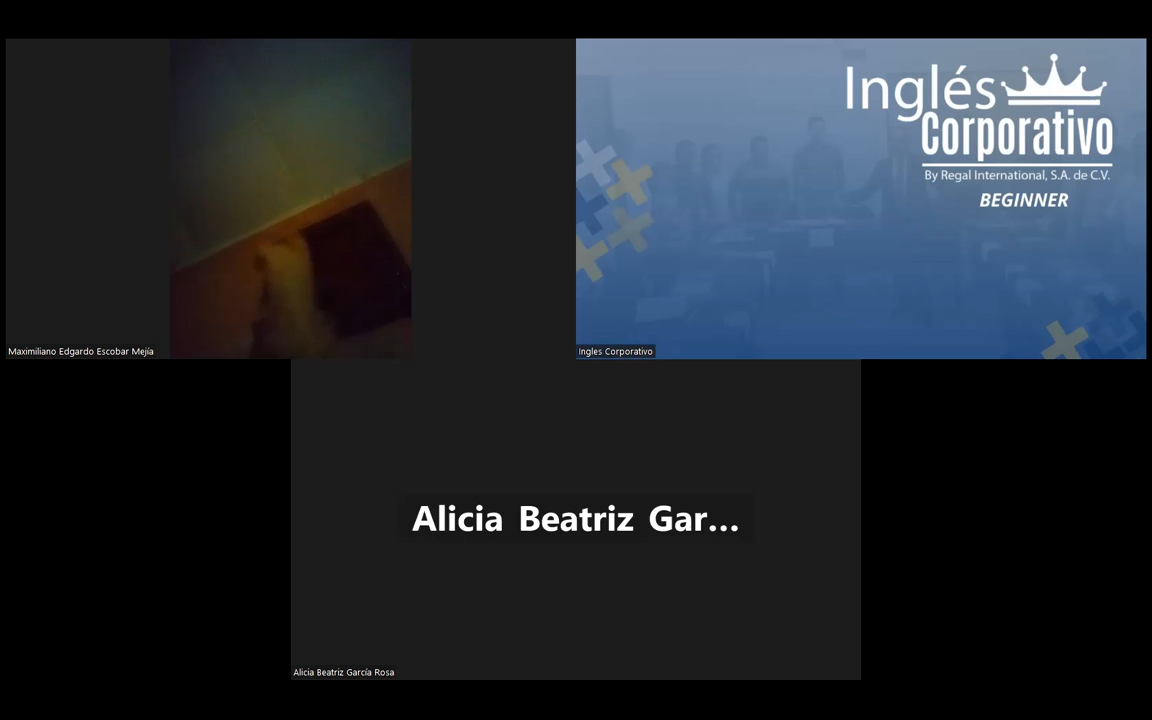 Inglés
Corporativo
By Regal International, S.A. de C.V.
BEGINNER
Maximiliano Edgardo Escobar Mejía
Ingles Corporativo
Alicia Beatriz Gar...
Alicia Beatriz García Rosa